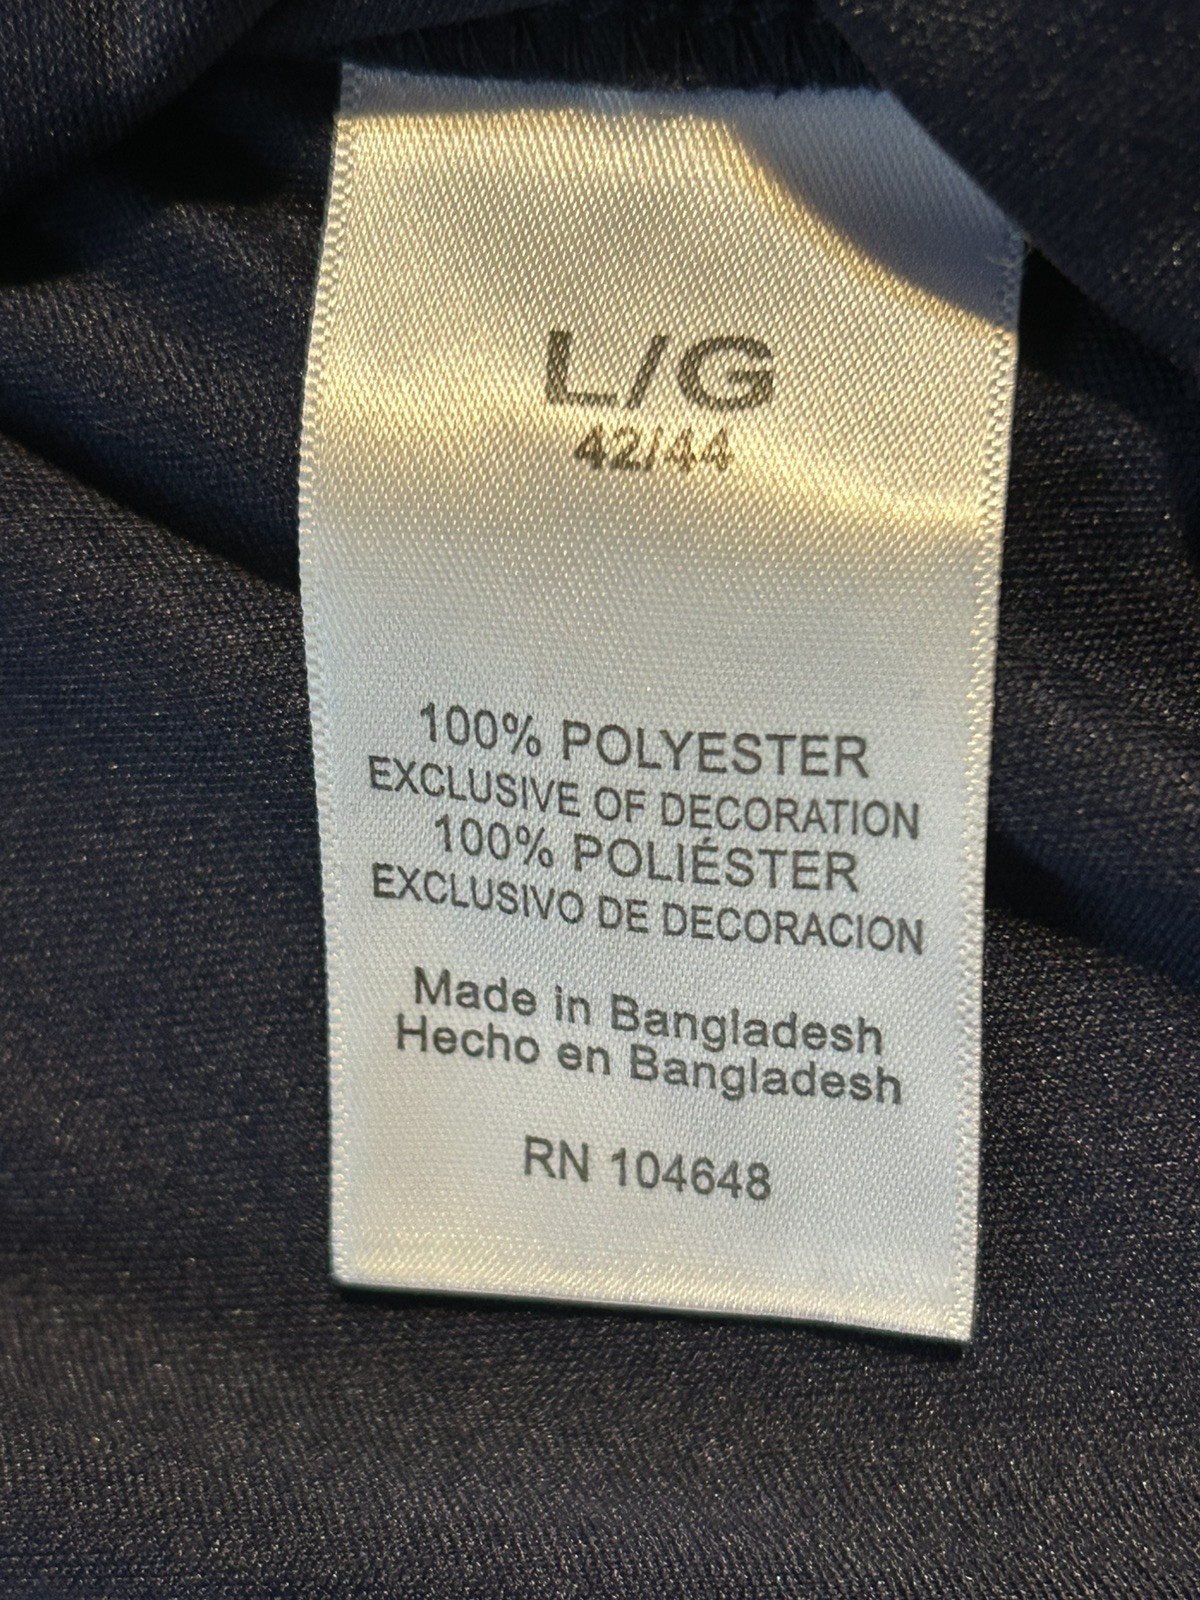 L/G
42/44
100% POLYESTER
EXCLUSIVE OF DECORATION
100% POLIÉSTER
EXCLUSIVO DE DECORACION
Made in Bangladesh
Hecho en Bangladesh
RN 104648